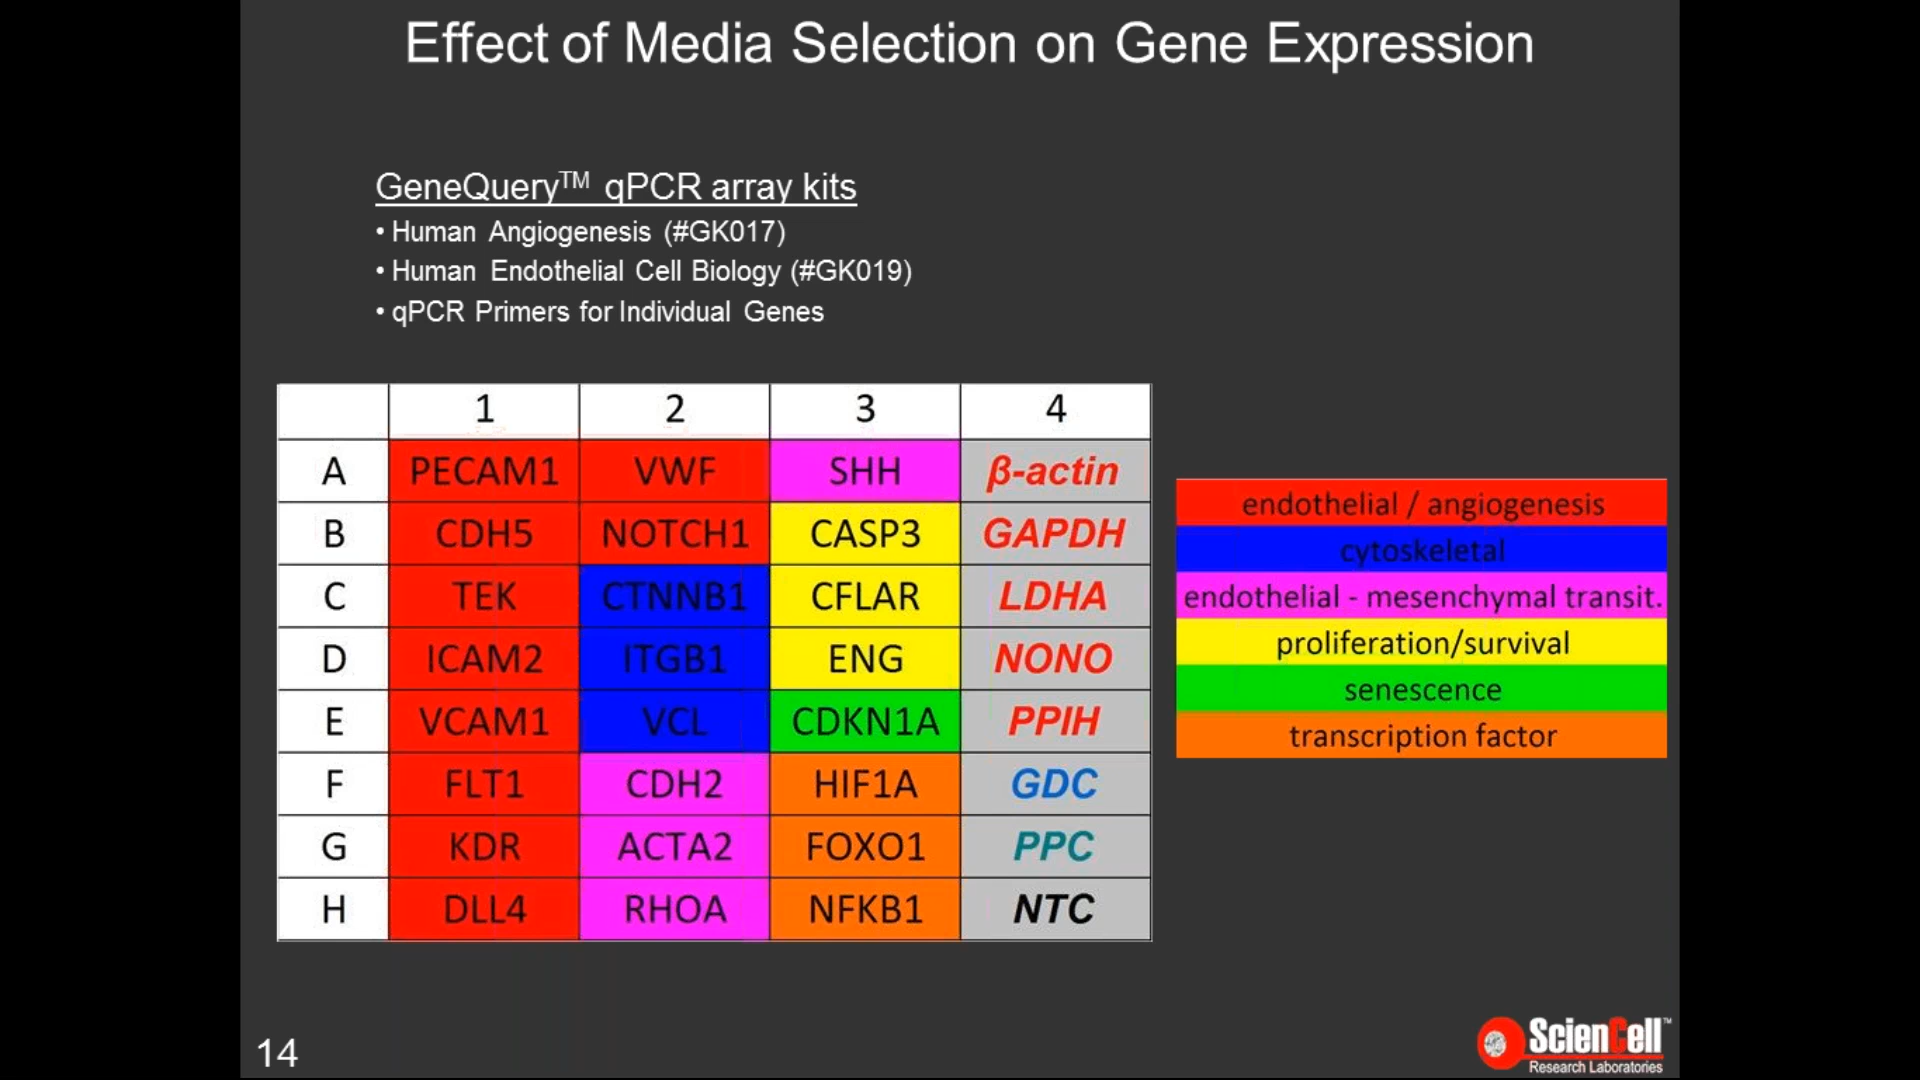 Effect of Media Selection on Gene Expression
GeneQuery™ qPCR array kits
• Human Angiogenesis (#GK017)
• Human Endothelial Cell Biology (#GK019)
• qPCR Primers for Individual Genes
1 2 3 4
A PECAM1 VWF SHH β-actin
B CDH5 NOTCH1 CASP3 GAPDH
C TEK CTNNB1 CFLAR LDHA
D ICAM2 ITGB1 ENG NONO
E VCAM1 VCL CDKN1A PPIH
F FLT1 CDH2 HIF1A GDC
G KDR ACTA2 FOXO1 PPC
H DLL4 RHOA NFKB1 NTC
endothelial / angiogenesis
cytoskeletal
endothelial - mesenchymal transit.
proliferation/survival
senescence
transcription factor
14
ScienCell™
Research Laboratories